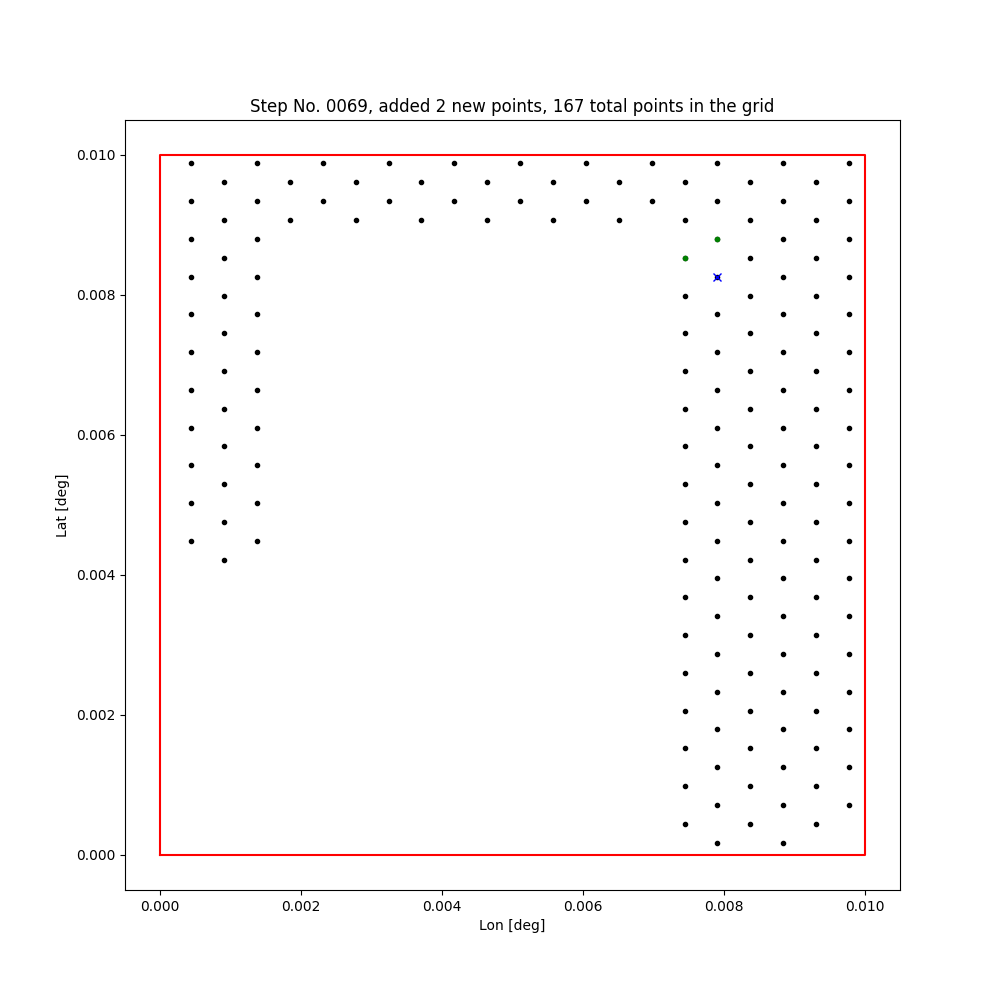 Step No. 0069, added 2 new points, 167 total points in the grid
0.010
0.008
0.006
0.004
0.002
0.000
Lat [deg]
0.000 0.002 0.004 0.006 0.008 0.010
Lon [deg]